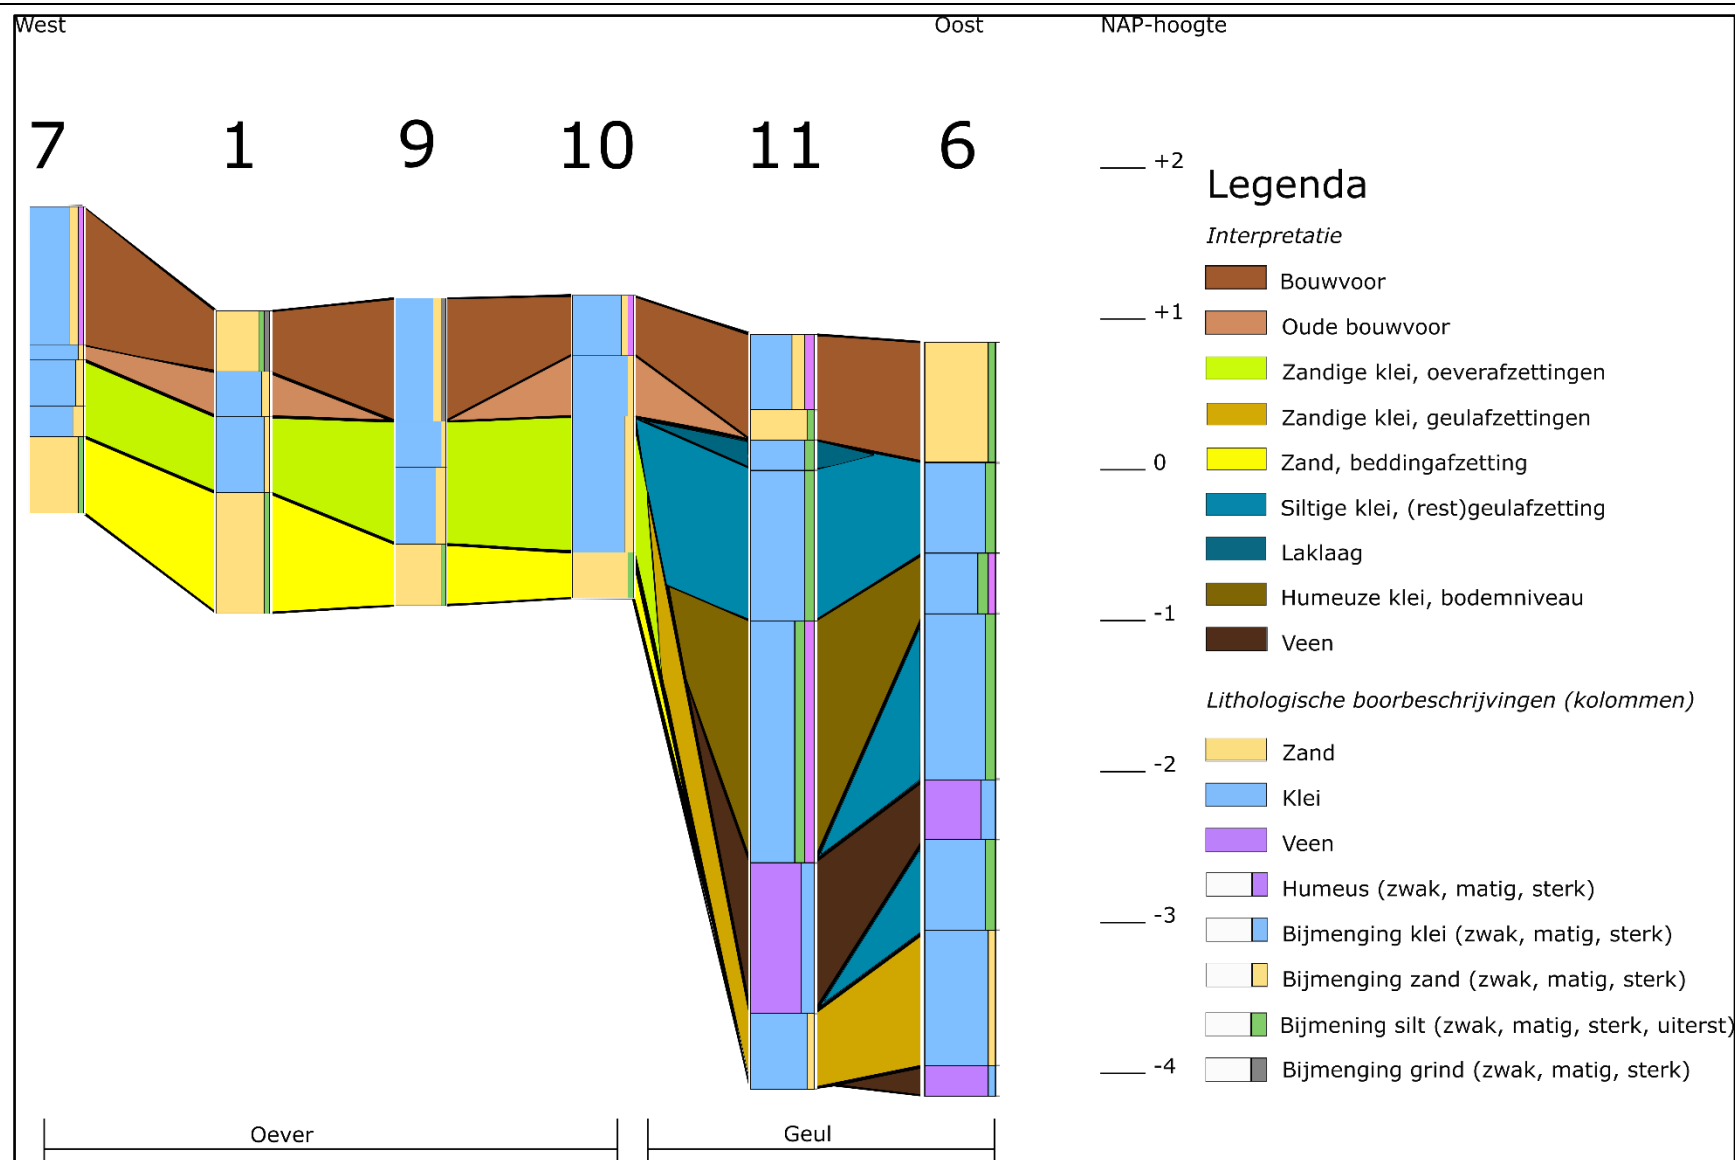 West Oost NAP-hoogte
7 1 9 10 11 6
+2
+1
0
-1
-2
-3
-4
Legenda
Interpretatie
Bouwvoor
Oude bouwvoor
Zandige klei, oeverafzettingen
Zandige klei, geulafzettingen
Zand, beddingafzetting
Siltige klei, (rest)geulafzetting
Laklaag
Humeuze klei, bodemniveau
Veen
Lithologische boorbeschrijvingen (kolommen)
Zand
Klei
Veen
Humeus (zwak, matig, sterk)
Bijmenging klei (zwak, matig, sterk)
Bijmenging zand (zwak, matig, sterk)
Bijmening silt (zwak, matig, sterk, uiterst)
Bijmenging grind (zwak, matig, sterk)
Oever Geul